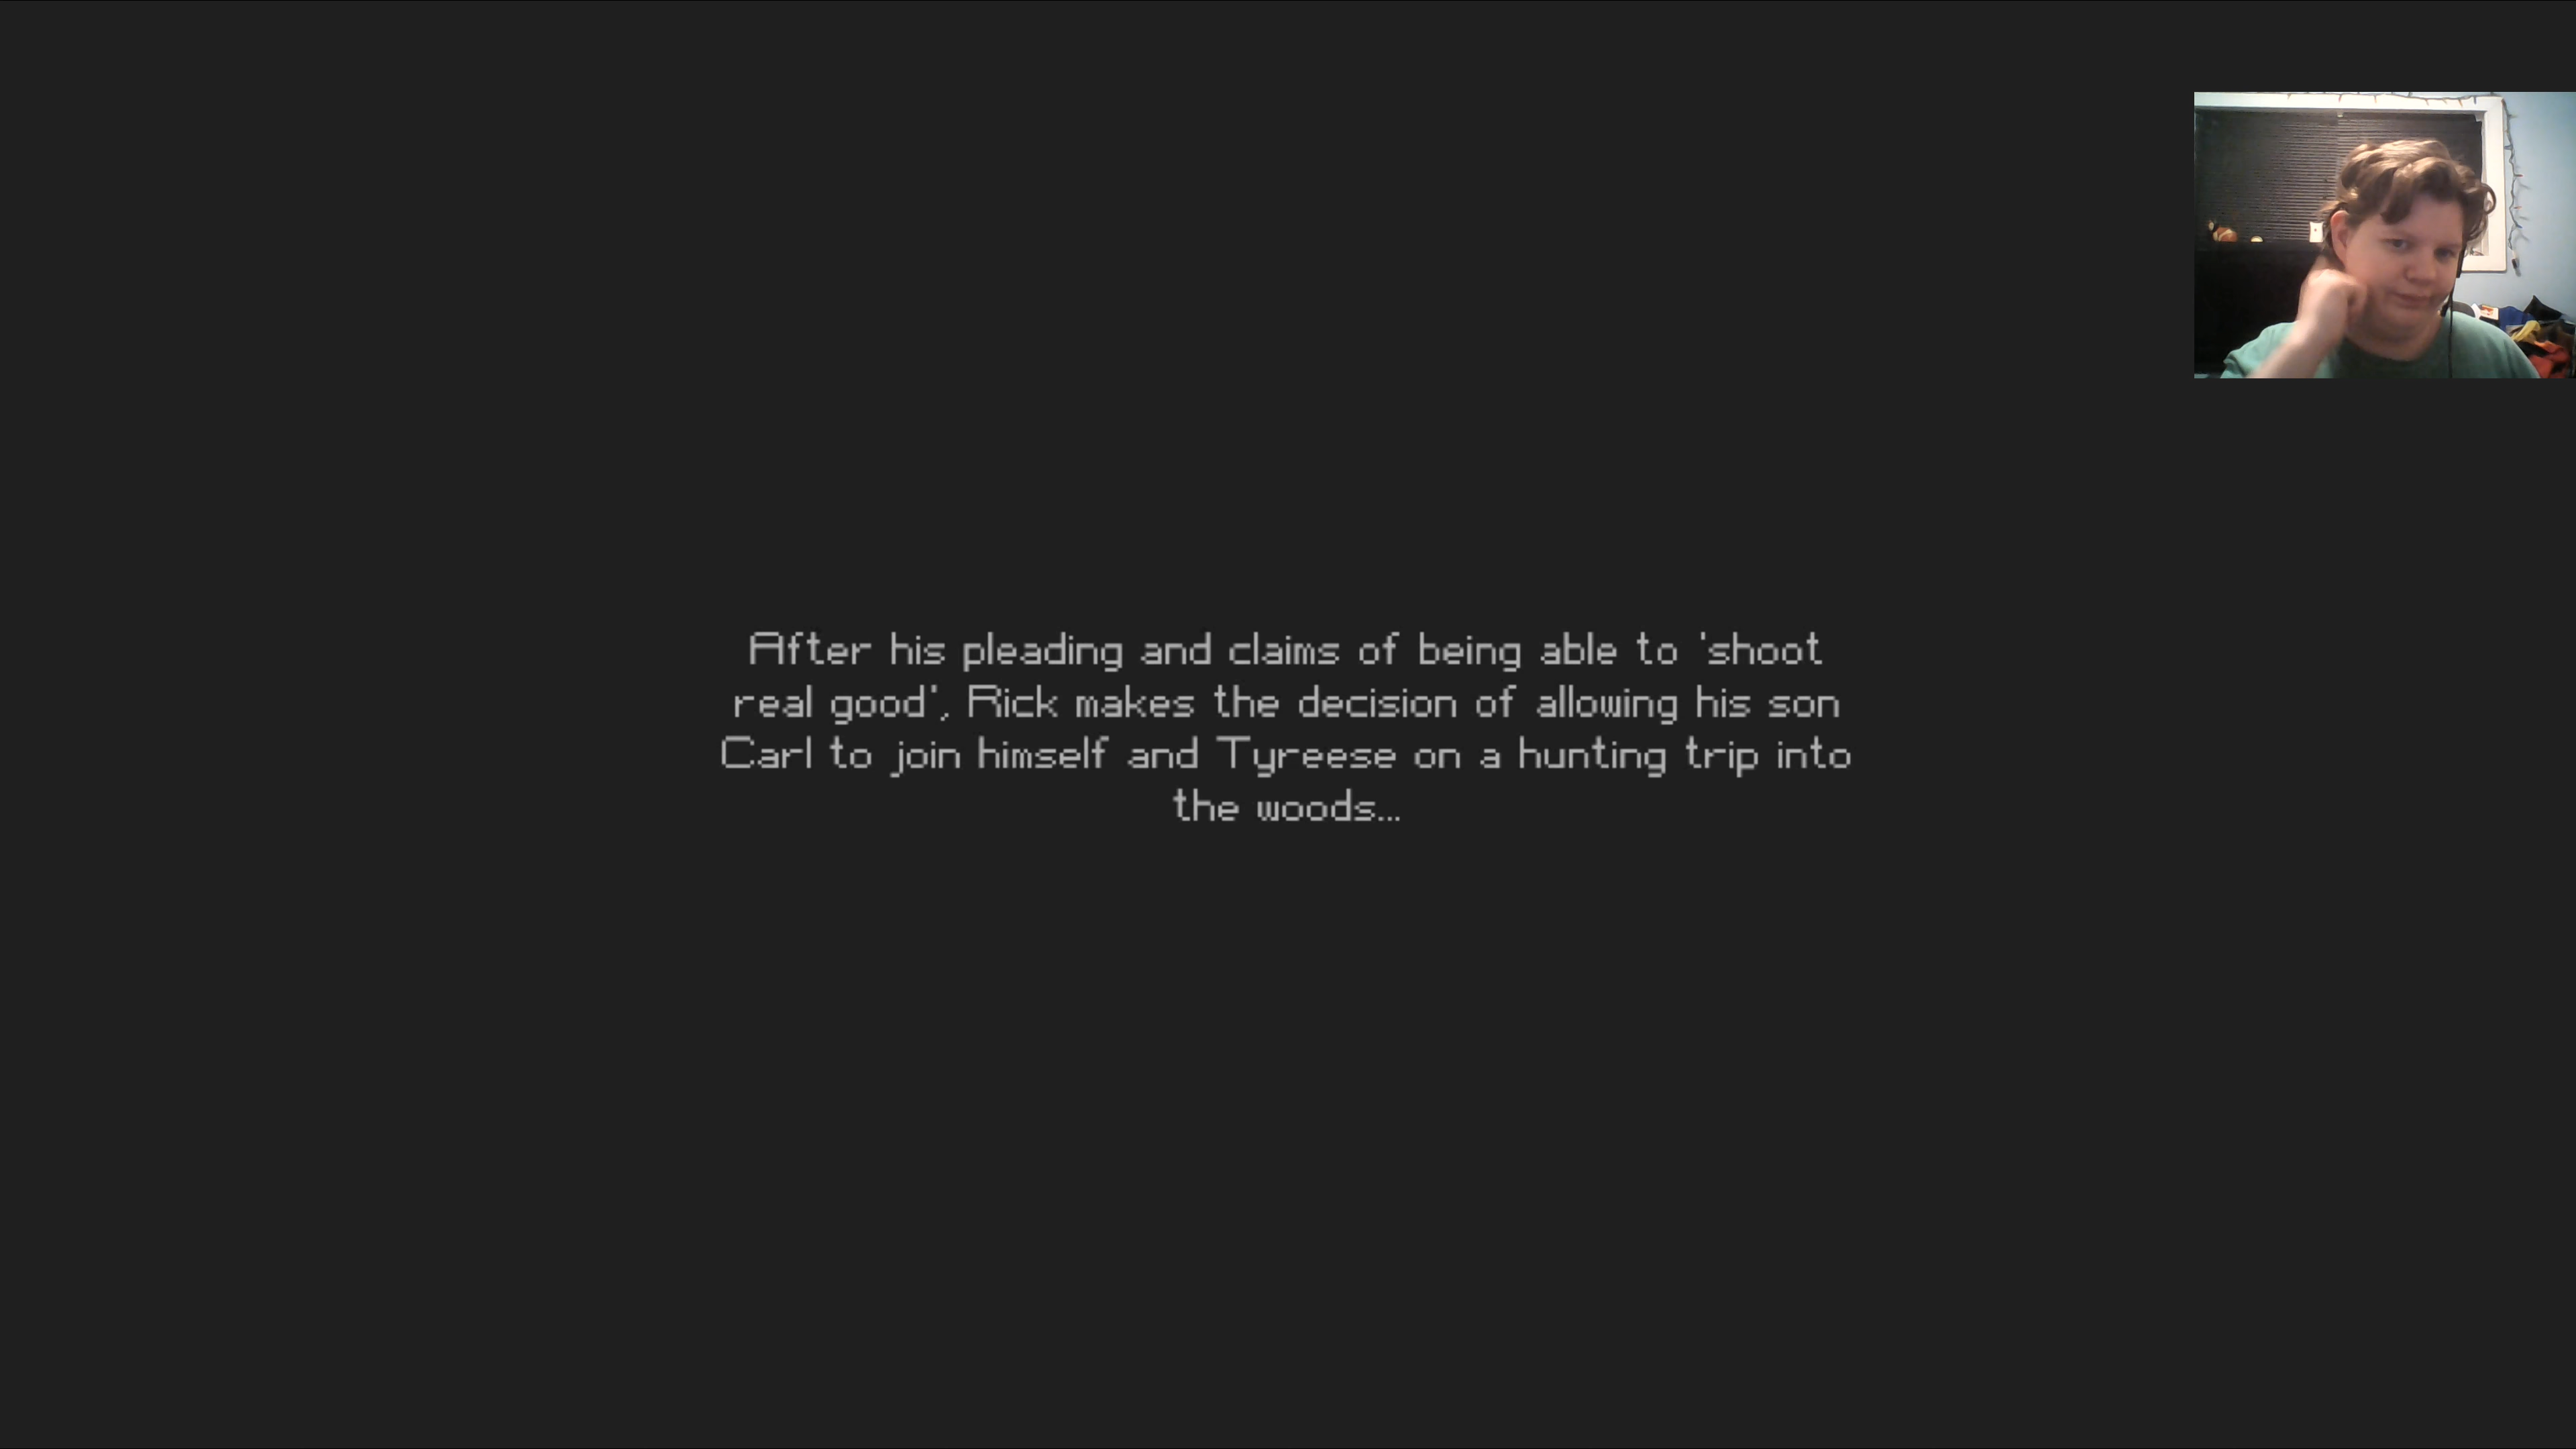 After his pleading and claims of being able to 'shoot
real good', Rick makes the decision of allowing his son
Carl to join himself and Tyreese on a hunting trip into
the woods...